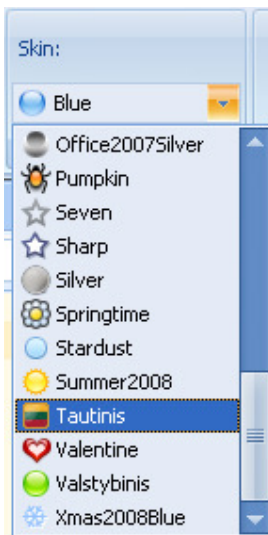 Skin:
Blue
Office2007Silver
Pumpkin
Seven
Sharp
Silver
Springtime
Stardust
Summer2008
Tautinis
Valentine
Valstybinis
Xmas2008Blue